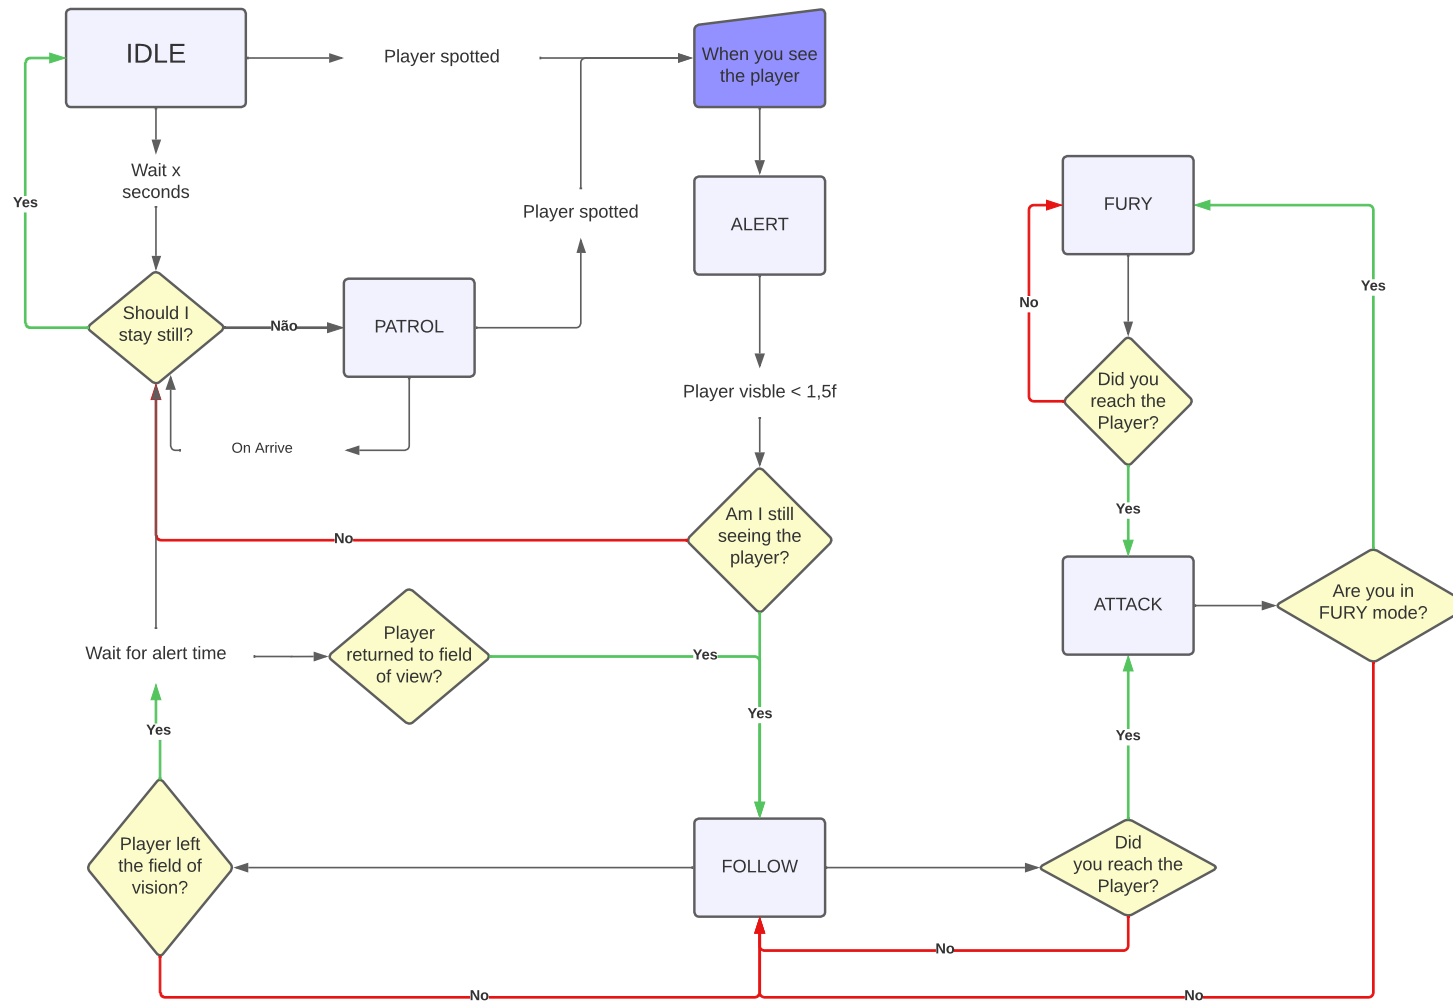 IDLE
Player spotted
When you see
the player
Wait x
seconds
Yes
Player spotted
ALERT
FURY
Should I
stay still?
Não
PATROL
Yes
No
On Arrive
Player visble < 1,5f
Did you
reach the
Player?
Am I still
seeing the
player?
No
Yes
ATTACK
Are you in
FURY mode?
Wait for alert time
Player
returned to field
of view?
Yes
Yes
Yes
Yes
Player left
the field of
vision?
FOLLOW
Did
you reach the
Player?
No
No
No